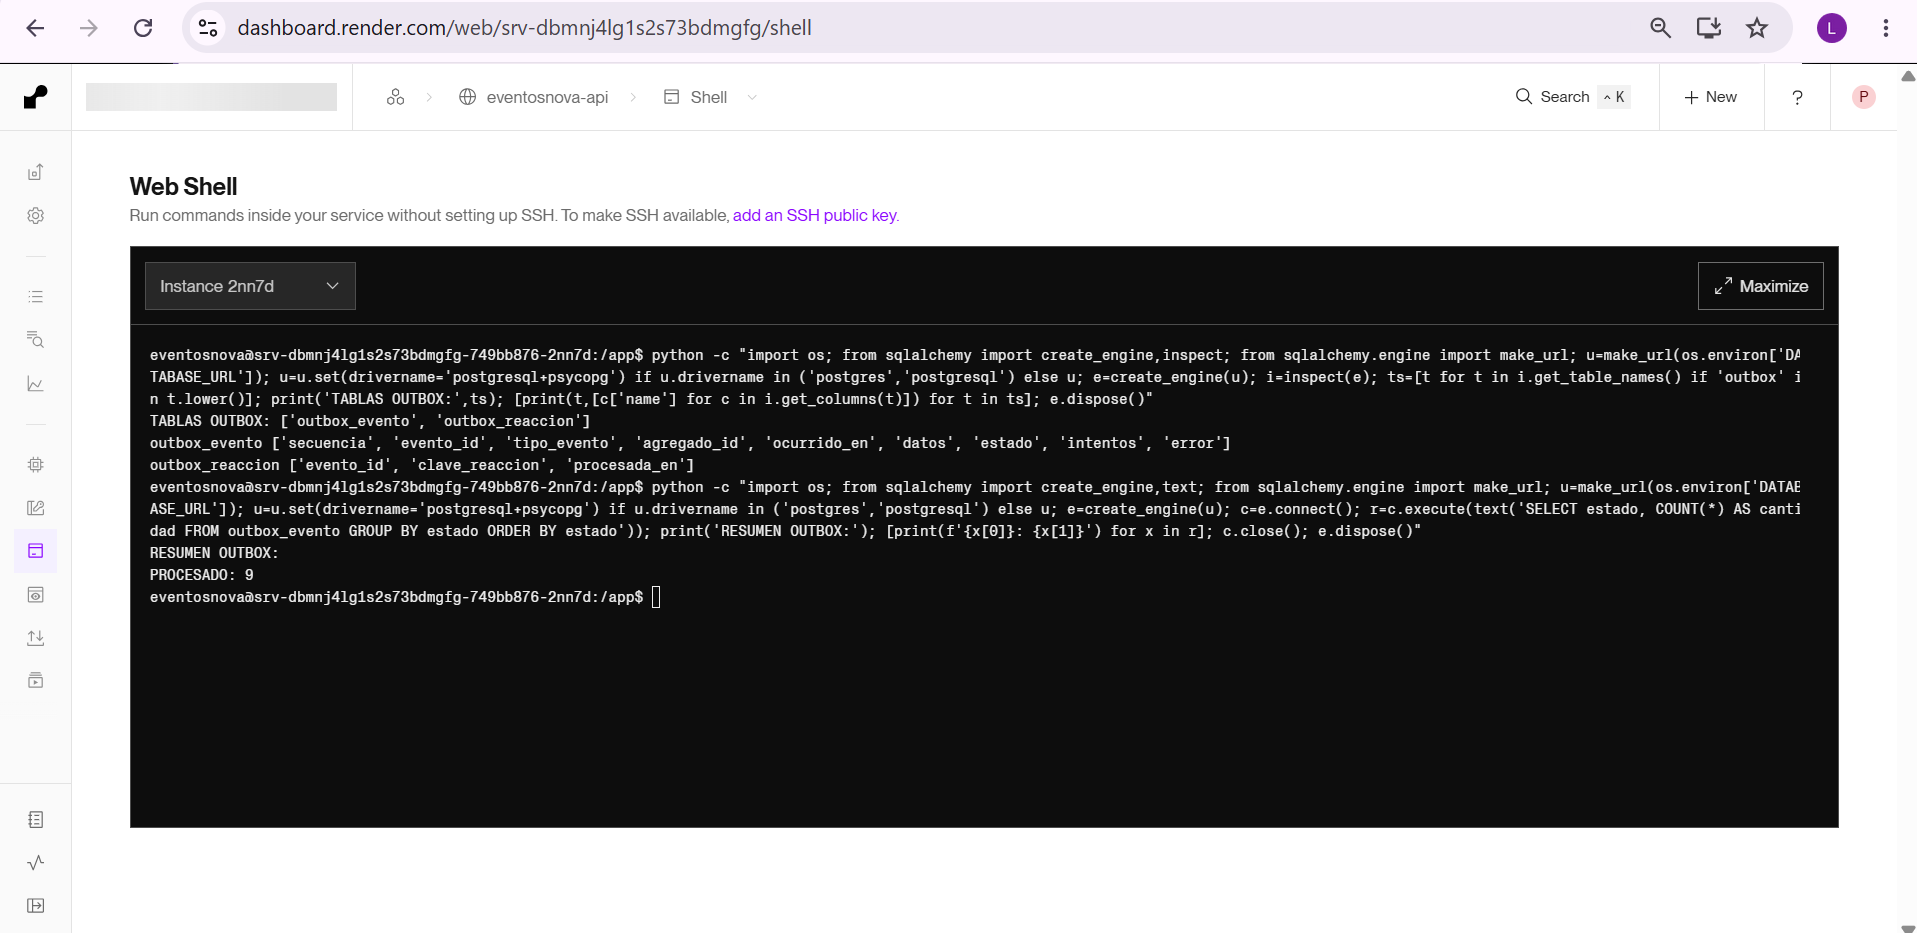 dashboard.render.com/web/srv-dbmnj4lg1s2s73bdmgfg/shell
L
eventosnova-api
Shell
Search
^ K
+ New
?
P
Web Shell
Run commands inside your service without setting up SSH. To make SSH available, add an SSH public key.
Instance 2nn7d
Maximize
eventosnova@srv-dbmnj4lg1s2s73bdmgfg-749bb876-2nn7d:/app$ python -c "import os; from sqlalchemy import create_engine,inspect; from sqlalchemy.engine import make_url; u=make_url(os.environ['DA
TABASE_URL']); u=u.set(drivername='postgresql+psycopg') if u.drivername in ('postgres','postgresql') else u; e=create_engine(u); i=inspect(e); ts=[t for t in i.get_table_names() if 'outbox' i
n t.lower()]; print('TABLAS OUTBOX:',ts); [print(t,[c['name'] for c in i.get_columns(t)]) for t in ts]; e.dispose()"
TABLAS OUTBOX: ['outbox_evento', 'outbox_reaccion']
outbox_evento ['secuencia', 'evento_id', 'tipo_evento', 'agregado_id', 'ocurrido_en', 'datos', 'estado', 'intentos', 'error']
outbox_reaccion ['evento_id', 'clave_reaccion', 'procesada_en']
eventosnova@srv-dbmnj4lg1s2s73bdmgfg-749bb876-2nn7d:/app$ python -c "import os; from sqlalchemy import create_engine,text; from sqlalchemy.engine import make_url; u=make_url(os.environ['DATAB
ASE_URL']); u=u.set(drivername='postgresql+psycopg') if u.drivername in ('postgres','postgresql') else u; e=create_engine(u); c=e.connect(); r=c.execute(text('SELECT estado, COUNT(*) AS canti
dad FROM outbox_evento GROUP BY estado ORDER BY estado')); print('RESUMEN OUTBOX:'); [print(f'{x[0]}: {x[1]}') for x in r]; c.close(); e.dispose()"
RESUMEN OUTBOX:
PROCESADO: 9
eventosnova@srv-dbmnj4lg1s2s73bdmgfg-749bb876-2nn7d:/app$